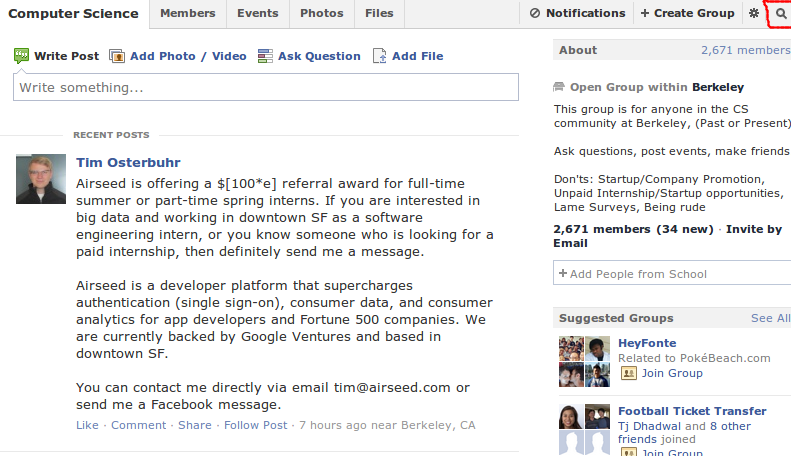 Computer Science Members Events Photos Files Notifications + Create Group
Write Post Add Photo / Video Ask Question Add File
Write something...
RECENT POSTS
Tim Osterbuhr
Airseed is offering a $[100*e] referral award for full-time
summer or part-time spring interns. If you are interested in
big data and working in downtown SF as a software
engineering intern, or you know someone who is looking for a
paid internship, then definitely send me a message.
Airseed is a developer platform that supercharges
authentication (single sign-on), consumer data, and consumer
analytics for app developers and Fortune 500 companies. We
are currently backed by Google Ventures and based in
downtown SF.
You can contact me directly via email tim@airseed.com or
send me a Facebook message.
Like · Comment · Share · Follow Post · 7 hours ago near Berkeley, CA
About 2,671 members
Open Group within Berkeley
This group is for anyone in the CS
community at Berkeley, (Past or Present)
Ask questions, post events, make friends
Don'ts: Startup/Company Promotion,
Unpaid Internship/Startup opportunities,
Lame Surveys, Being rude
2,671 members (34 new) · Invite by
Email
+ Add People from School
Suggested Groups See All
HeyFonte
Related to PokéBeach.com
Join Group
Football Ticket Transfer
Tj Dhadwal and 8 other
friends joined
Join Group